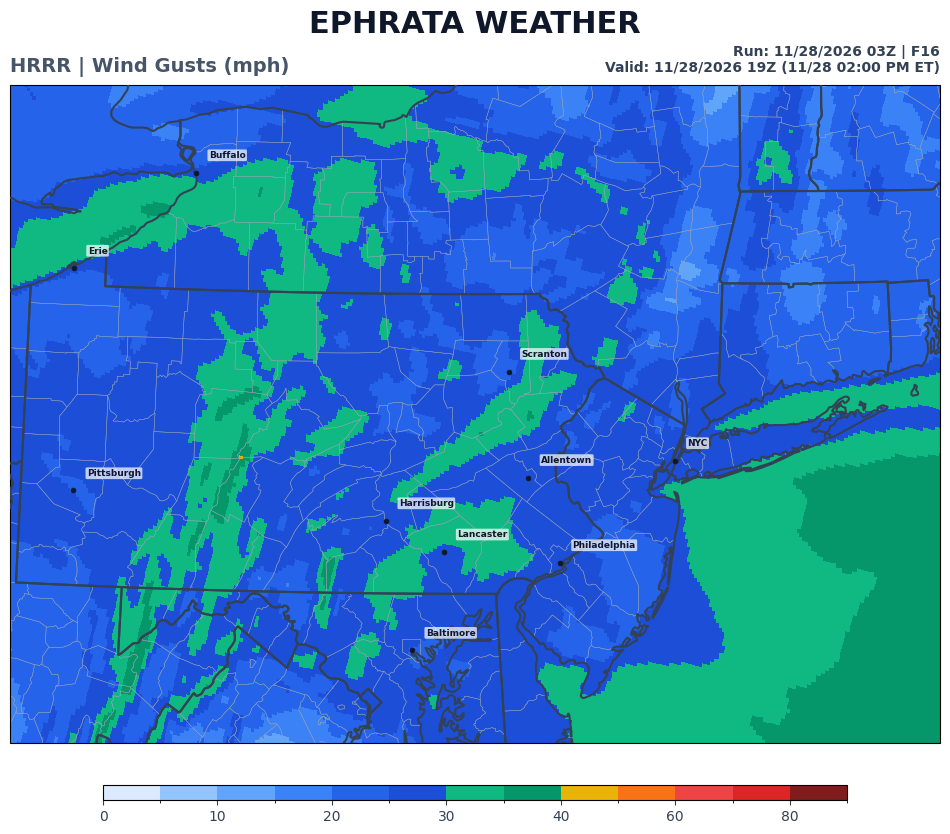 EPHRATA WEATHER
HRRR | Wind Gusts (mph)
Run: 11/28/2026 03Z | F16
Valid: 11/28/2026 19Z (11/28 02:00 PM ET)
Buffalo
Erie
Scranton
NYC
Allentown
Pittsburgh
Harrisburg
Lancaster
Philadelphia
Baltimore
0 10 20 30 40 50 60 70 80